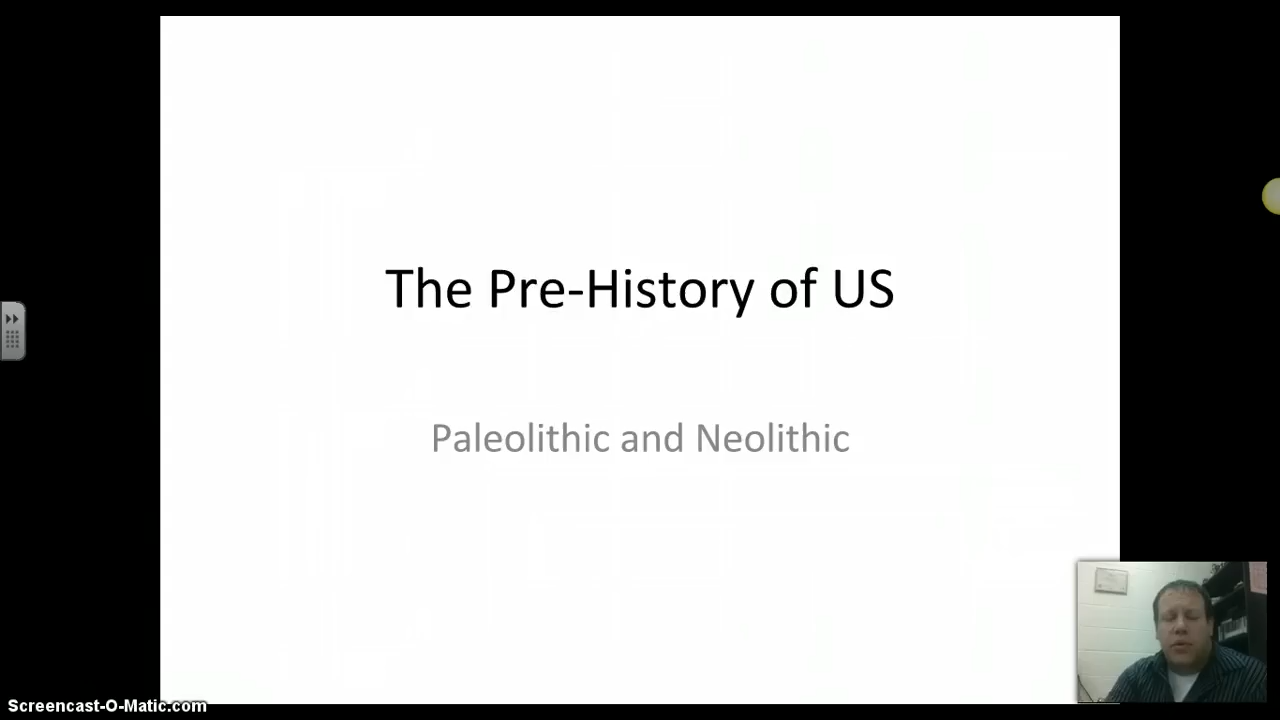 The Pre-History of US
Paleolithic and Neolithic
Screencast-O-Matic.com